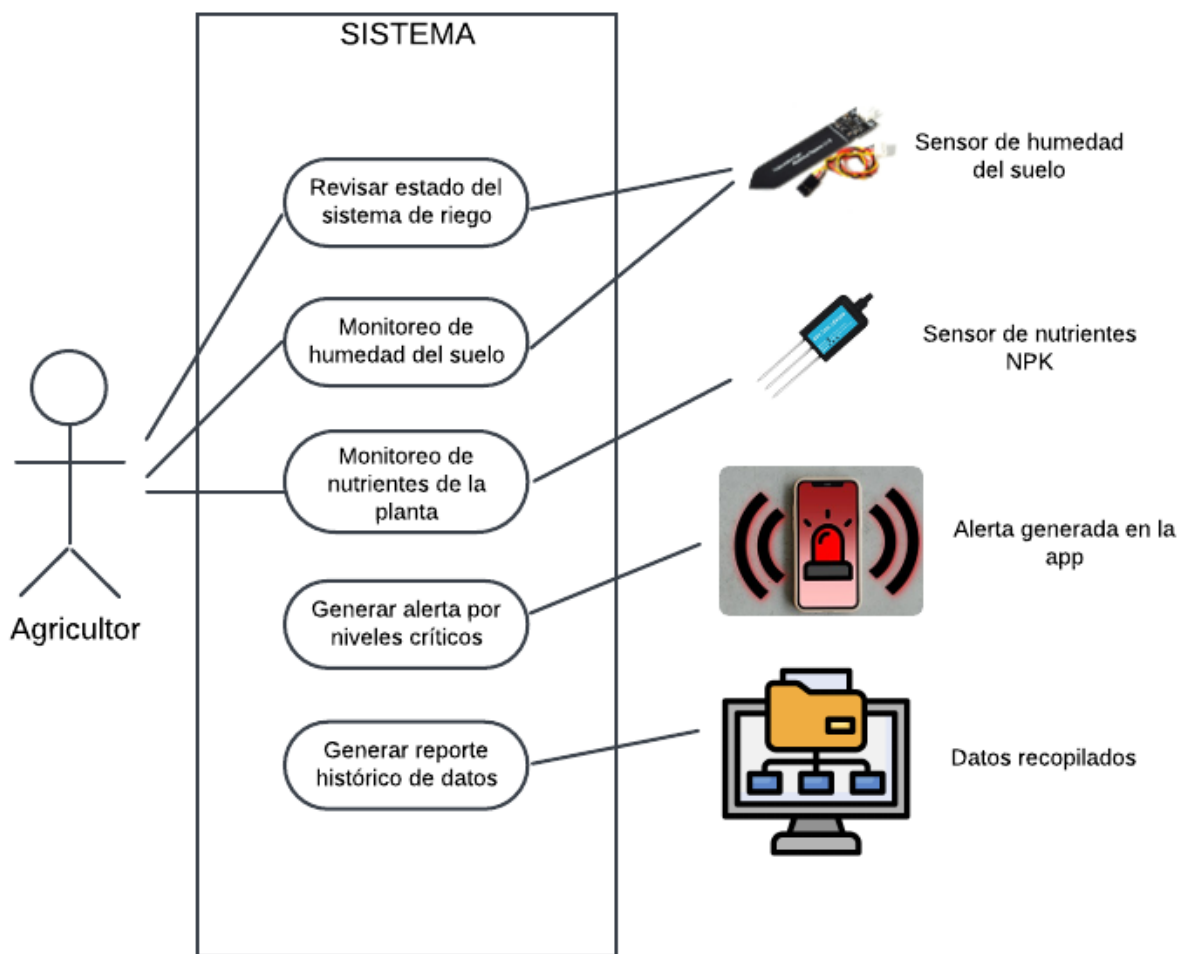 SISTEMA
Revisar estado del
sistema de riego
Monitoreo de
humedad del suelo
Monitoreo de
nutrientes de la
planta
Generar alerta por
niveles críticos
Generar reporte
histórico de datos
Agricultor
Sensor de humedad
del suelo
Sensor de nutrientes
NPK
Alerta generada en la
app
Datos recopilados